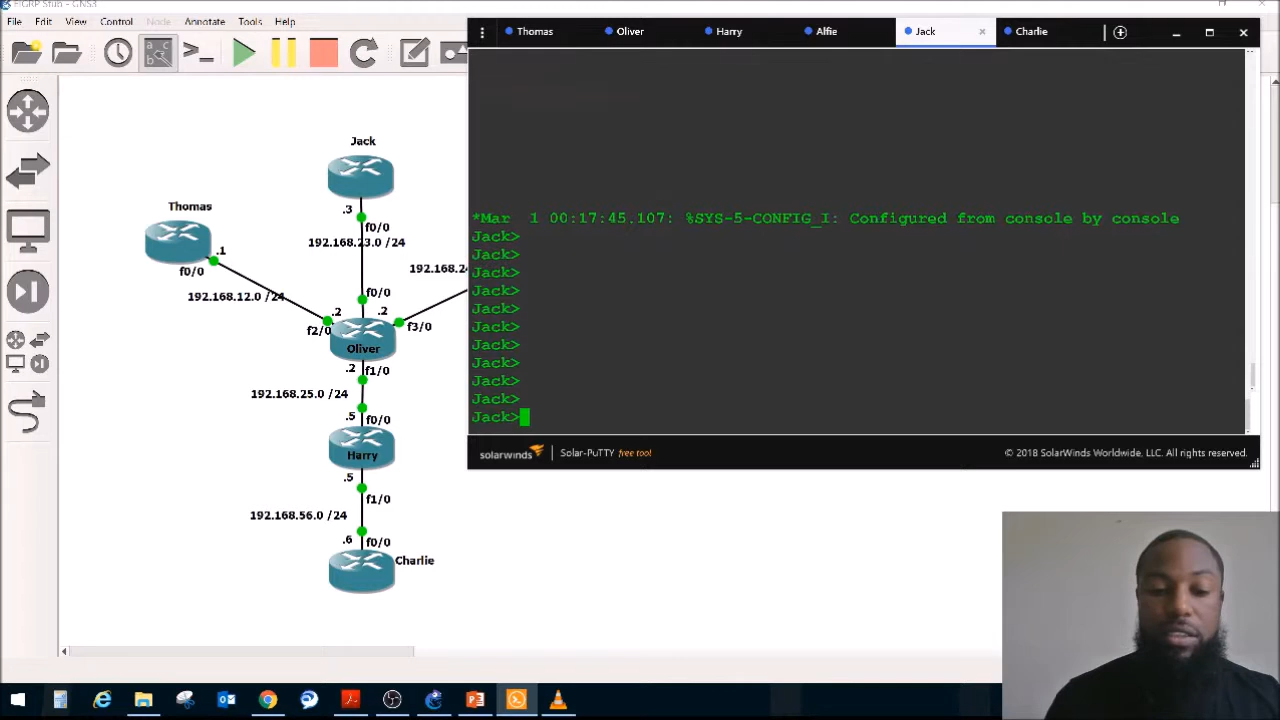 EIGRP Stub - GNS3
File Edit View Control Node Annotate Tools Help
Thomas Oliver Harry Alfie Jack × Charlie
*Mar  1 00:17:45.107: %SYS-5-CONFIG_I: Configured from console by console
Jack>
Jack>
Jack>
Jack>
Jack>
Jack>
Jack>
Jack>
Jack>
Jack>
Jack>
solarwinds Solar-PuTTY free tool © 2018 SolarWinds Worldwide, LLC. All rights reserved.
Jack
.3
f0/0
192.168.23.0 /24
Thomas
.1
f0/0
192.168.12.0 /24
192.168.24
f0/0
.2 .2
f2/0 f3/0
Oliver
.2 f1/0
192.168.25.0 /24
.5 f0/0
Harry
.5
f1/0
192.168.56.0 /24
.6 f0/0
Charlie